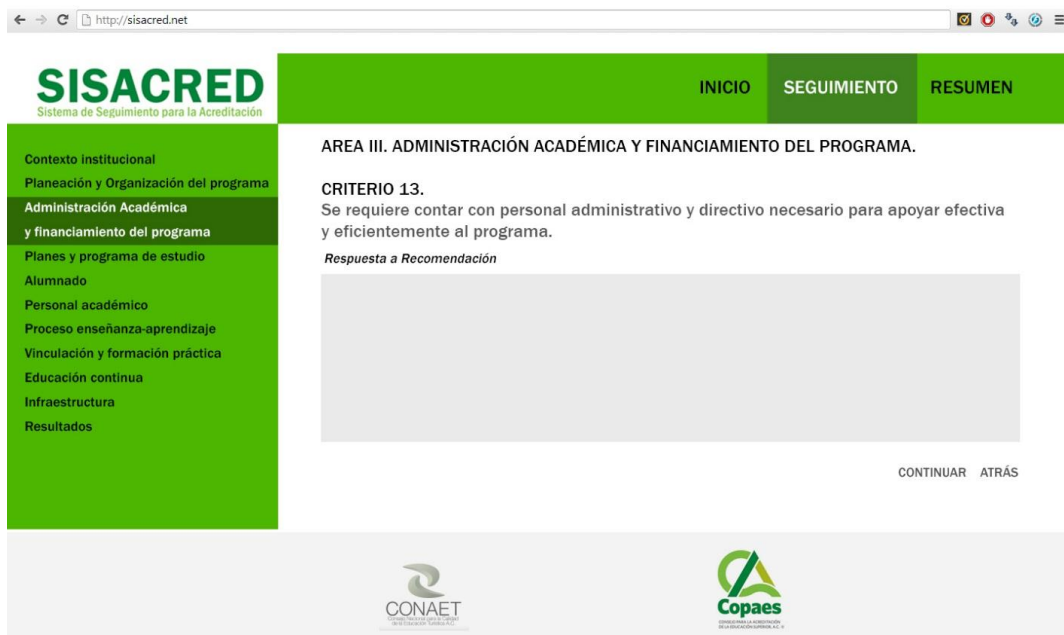 http://sisacred.net
SISACRED
Sistema de Seguimiento para la Acreditación
INICIO SEGUIMIENTO RESUMEN
Contexto institucional
Planeación y Organización del programa
Administración Académica
y financiamiento del programa
Planes y programa de estudio
Alumnado
Personal académico
Proceso enseñanza-aprendizaje
Vinculación y formación práctica
Educación continua
Infraestructura
Resultados
AREA III. ADMINISTRACIÓN ACADÉMICA Y FINANCIAMIENTO DEL PROGRAMA.
CRITERIO 13.
Se requiere contar con personal administrativo y directivo necesario para apoyar efectiva
y eficientemente al programa.
Respuesta a Recomendación
CONTINUAR ATRÁS
CONAET
Copaes